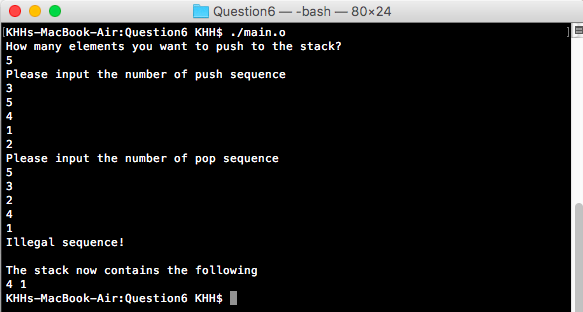 Question6 — -bash — 80×24
[KHHs-MacBook-Air:Question6 KHH$ ./main.o ]
How many elements you want to push to the stack?
5
Please input the number of push sequence
3
5
4
1
2
Please input the number of pop sequence
5
3
2
4
1
Illegal sequence!
The stack now contains the following
4 1
KHHs-MacBook-Air:Question6 KHH$